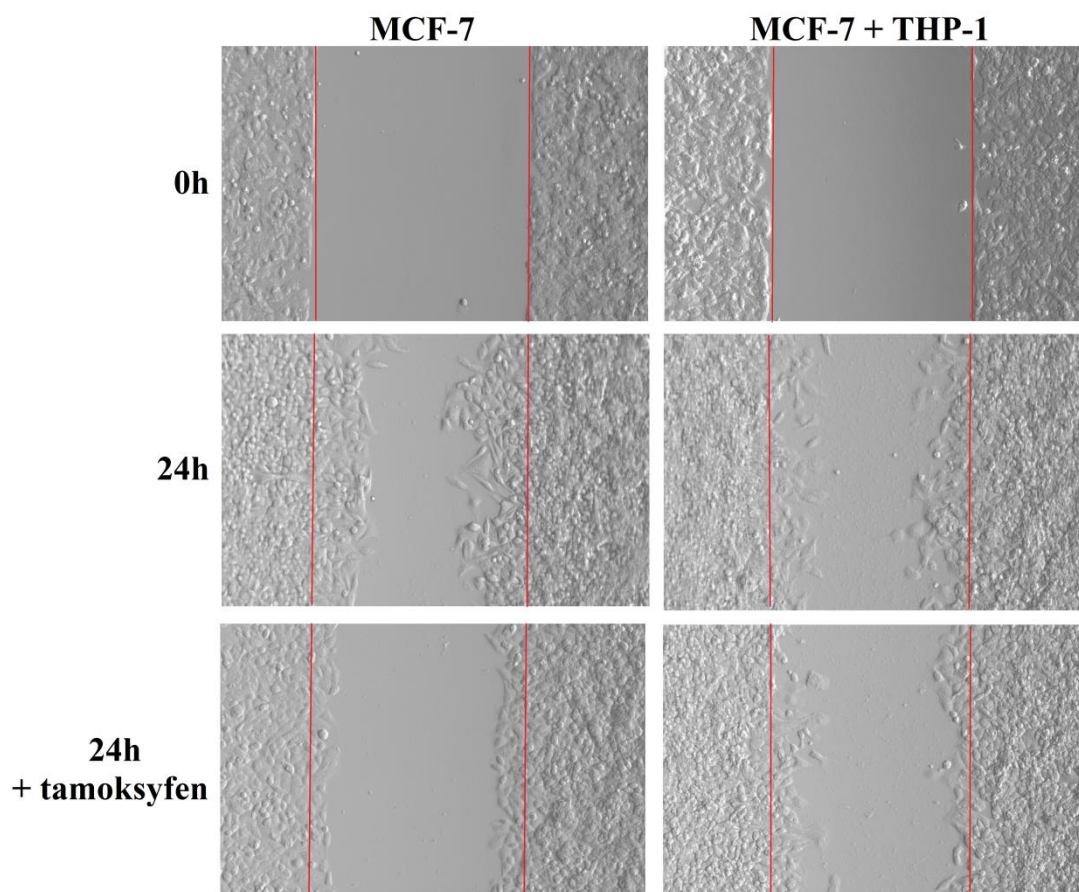 MCF-7
MCF-7 + THP-1
0h
24h
24h
+ tamoksyfen